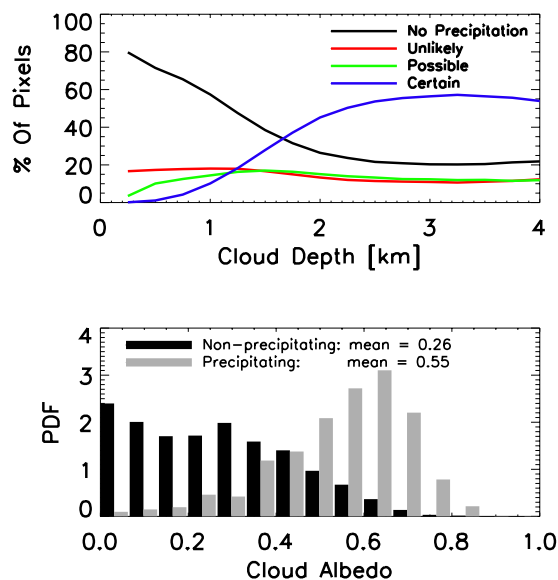 100
80
60
40
20
0
% Of Pixels
No Precipitation
Unlikely
Possible
Certain
0 1 2 3 4
Cloud Depth [km]
4
3
2
1
0
PDF
Non-precipitating: mean = 0.26
Precipitating: mean = 0.55
0.0 0.2 0.4 0.6 0.8 1.0
Cloud Albedo